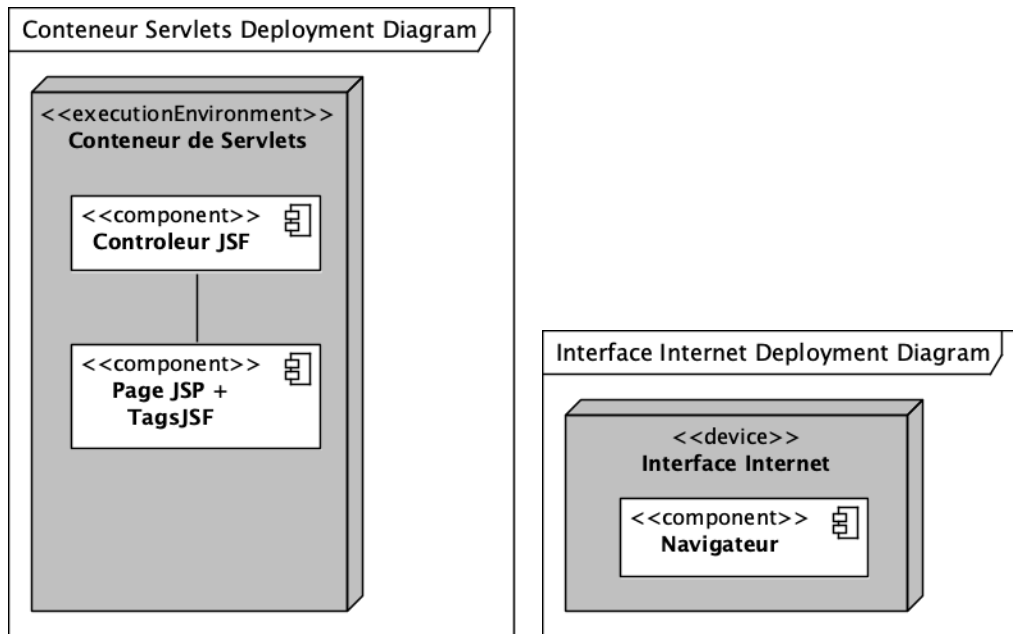 Conteneur Servlets Deployment Diagram
<<executionEnvironment>>
Conteneur de Servlets
<<component>>
Controleur JSF
<<component>>
Page JSP +
TagsJSF
Interface Internet Deployment Diagram
<<device>>
Interface Internet
<<component>>
Navigateur